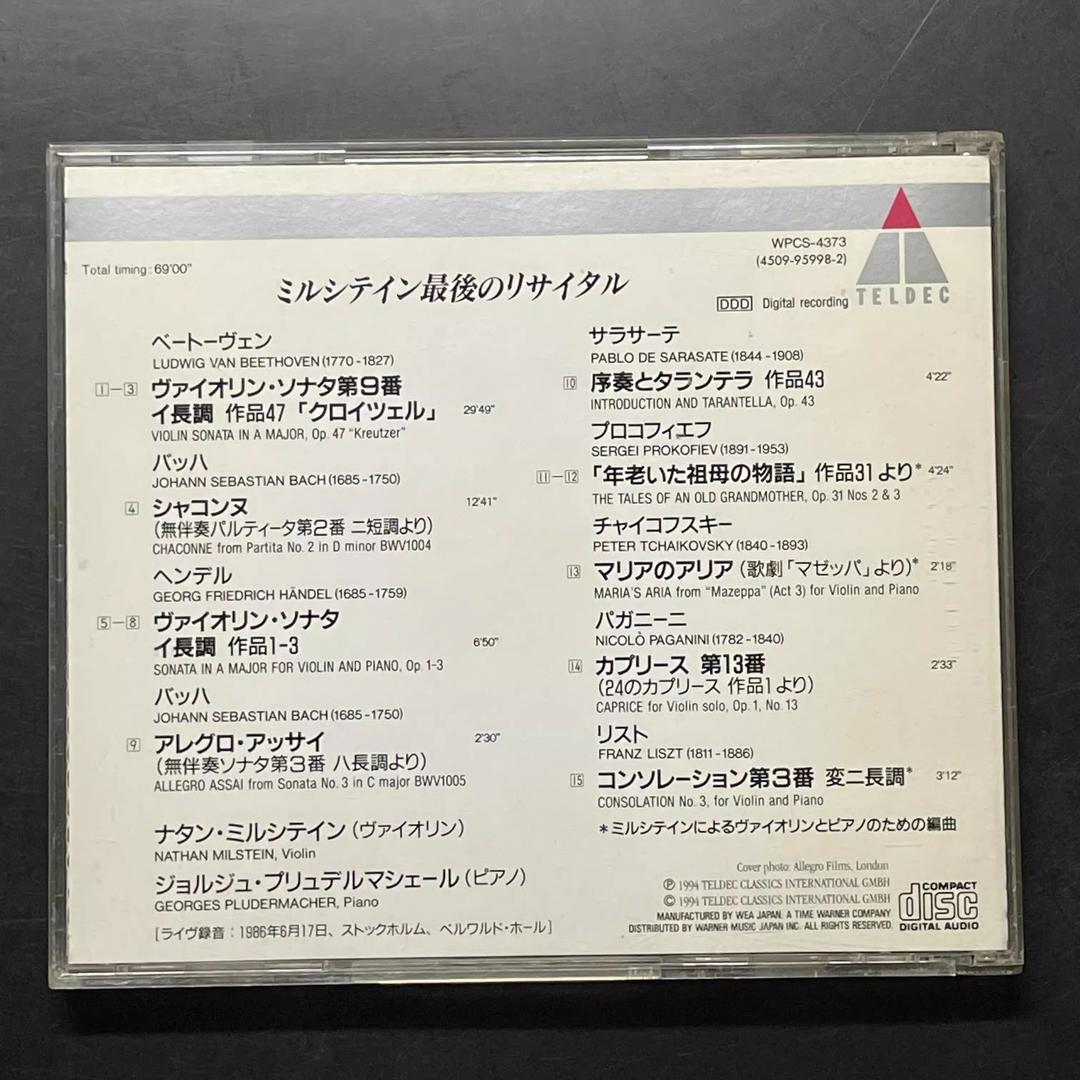 Total timing: 69'00"
ミルシテイン最後のリサイタル
WPCS-4373
(4509-95998-2)
DDD Digital recording
TELDEC
ベートーヴェン
LUDWIG VAN BEETHOVEN (1770-1827)
1-3 ヴァイオリン・ソナタ第9番
イ長調 作品47「クロイツェル」 29'49"
VIOLIN SONATA IN A MAJOR, Op. 47 "Kreutzer"
バッハ
JOHANN SEBASTIAN BACH (1685-1750)
4 シャコンヌ 12'41"
(無伴奏パルティータ第2番 ニ短調より)
CHACONNE from Partita No. 2 in D minor BWV1004
ヘンデル
GEORG FRIEDRICH HÄNDEL (1685-1759)
5-8 ヴァイオリン・ソナタ
イ長調 作品1-3 6'50"
SONATA IN A MAJOR FOR VIOLIN AND PIANO, Op. 1-3
バッハ
JOHANN SEBASTIAN BACH (1685-1750)
9 アレグロ・アッサイ 2'30"
(無伴奏ソナタ第3番 ハ長調より)
ALLEGRO ASSAI from Sonata No. 3 in C major BWV1005
ナタン・ミルシテイン(ヴァイオリン)
NATHAN MILSTEIN, Violin
ジョルジュ・プリュデルマシェール(ピアノ)
GEORGES PLUDERMACHER, Piano
[ライヴ録音:1986年6月17日、ストックホルム、ベルワルド・ホール]
サラサーテ
PABLO DE SARASATE (1844-1908)
10 序奏とタランテラ 作品43 4'22"
INTRODUCTION AND TARANTELLA, Op. 43
プロコフィエフ
SERGEI PROKOFIEV (1891-1953)
11-12 「年老いた祖母の物語」作品31より* 4'24"
THE TALES OF AN OLD GRANDMOTHER, Op. 31 Nos 2 & 3
チャイコフスキー
PETER TCHAIKOVSKY (1840-1893)
13 マリアのアリア(歌劇「マゼッパ」より)* 2'18"
MARIA'S ARIA from "Mazeppa" (Act 3) for Violin and Piano
パガニーニ
NICOLÒ PAGANINI (1782-1840)
14 カプリース 第13番 2'33"
(24のカプリース 作品1より)
CAPRICE for Violin solo, Op. 1, No. 13
リスト
FRANZ LISZT (1811-1886)
15 コンソレーション第3番 変ニ長調* 3'12"
CONSOLATION No. 3, for Violin and Piano
*ミルシテインによるヴァイオリンとピアノのための編曲
Cover photo: Allegro Films, London
℗ 1994 TELDEC CLASSICS INTERNATIONAL GMBH
© 1994 TELDEC CLASSICS INTERNATIONAL GMBH
MANUFACTURED BY WEA JAPAN. A TIME WARNER COMPANY.
DISTRIBUTED BY WARNER MUSIC JAPAN INC. ALL RIGHTS RESERVED.
COMPACT
disc
DIGITAL AUDIO